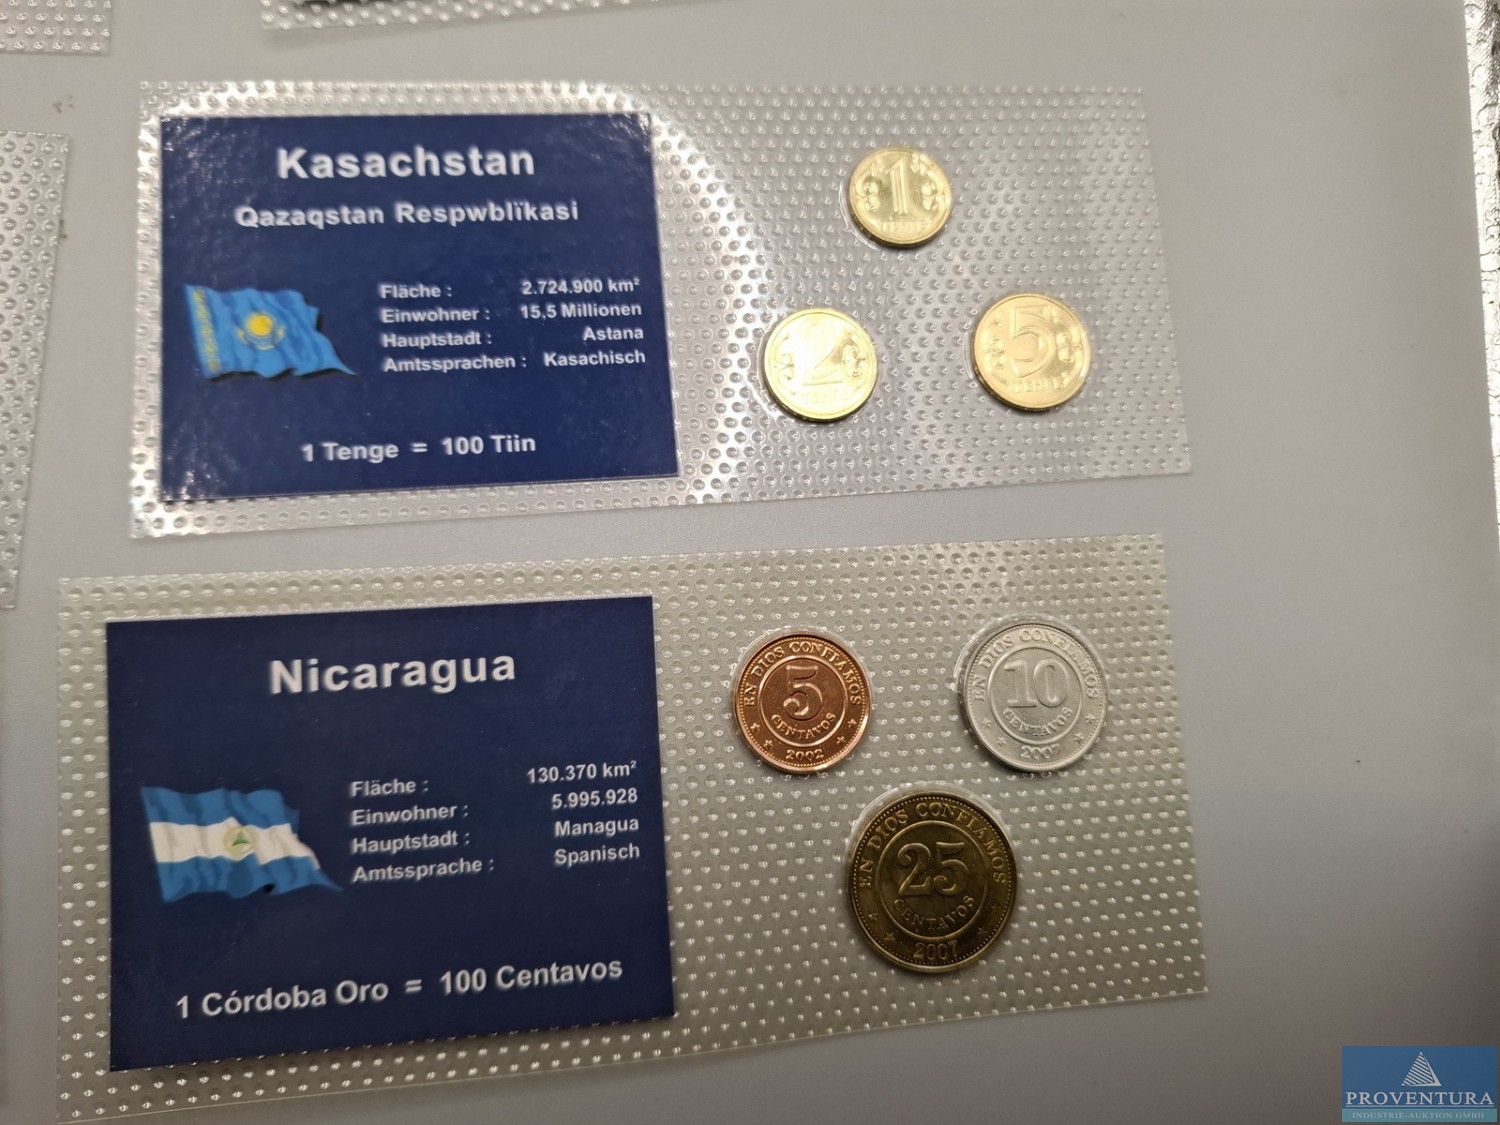 Kasachstan
Qazaqstan Respwblïkasi
Fläche : 2.724.900 km²
Einwohner : 15,5 Millionen
Hauptstadt : Astana
Amtssprachen : Kasachisch
1 Tenge = 100 Tiin
1
2
5
Nicaragua
Fläche : 130.370 km²
Einwohner : 5.995.928
Hauptstadt : Managua
Amtssprache : Spanisch
1 Córdoba Oro = 100 Centavos
EN DIOS CONFIAMOS
5
CENTAVOS
2002
EN DIOS CONFIAMOS
10
CENTAVOS
2007
EN DIOS CONFIAMOS
25
CENTAVOS
2007
PROVENTURA
INDUSTRIE-AUKTION GMBH